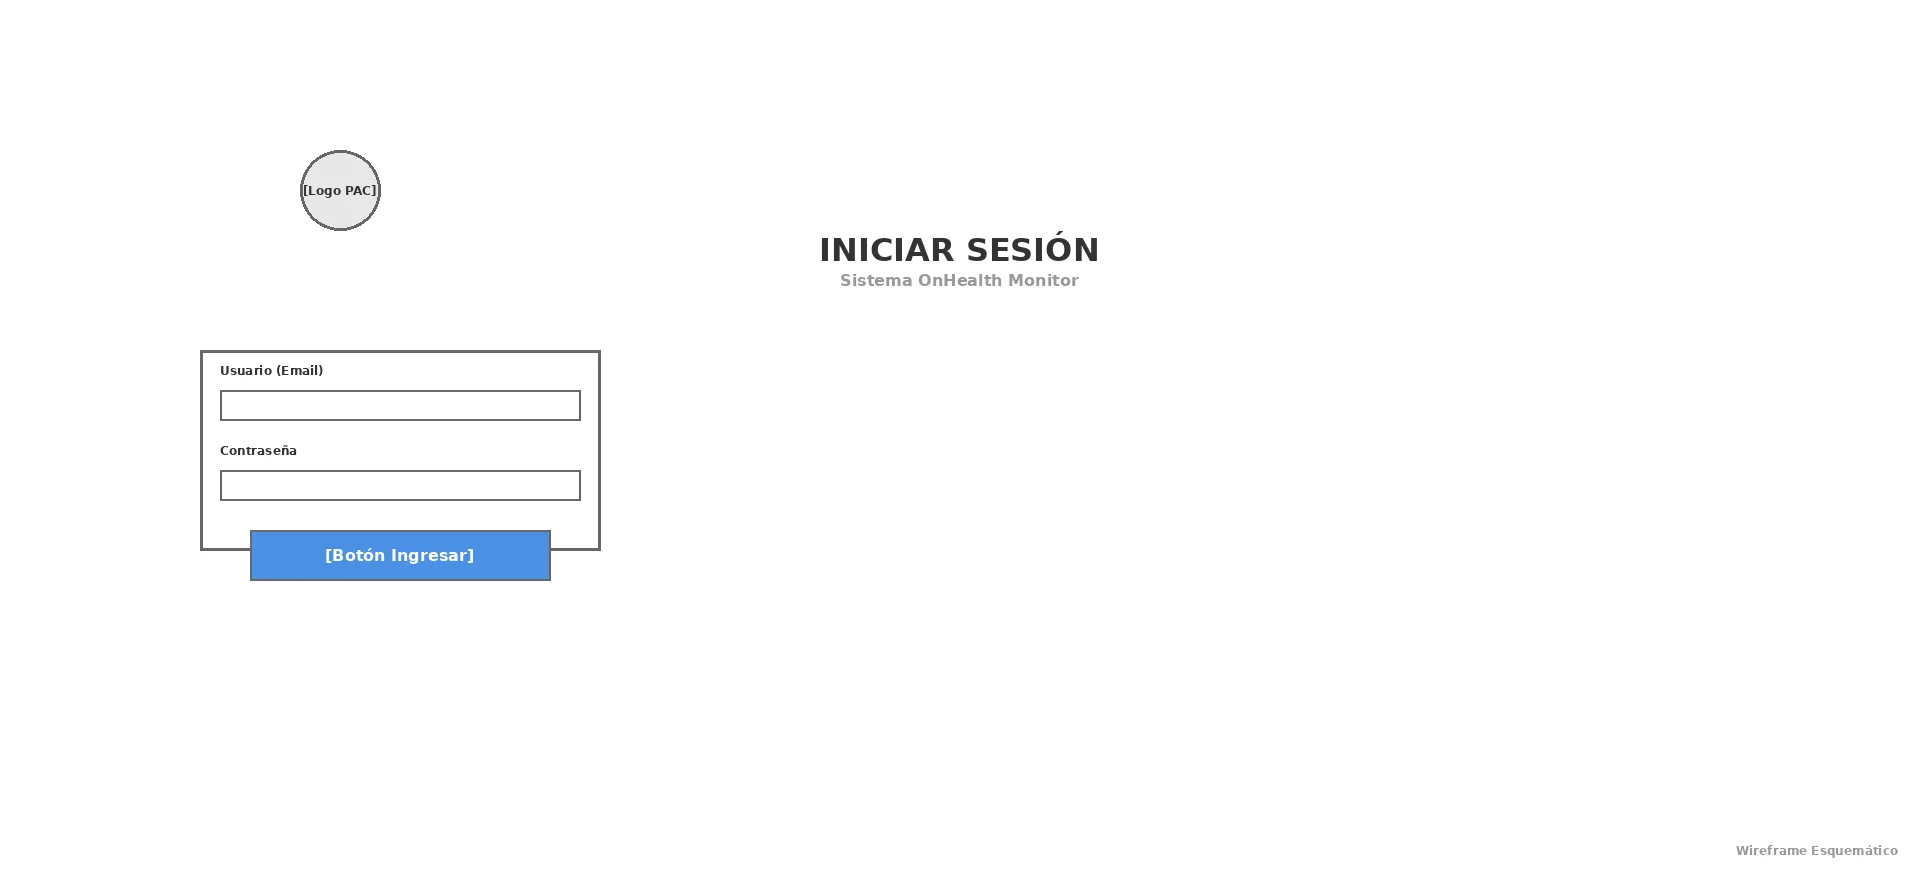 [Logo PAC]
INICIAR SESIÓN
Sistema OnHealth Monitor
Usuario (Email)
Contraseña
[Botón Ingresar]
Wireframe Esquemático